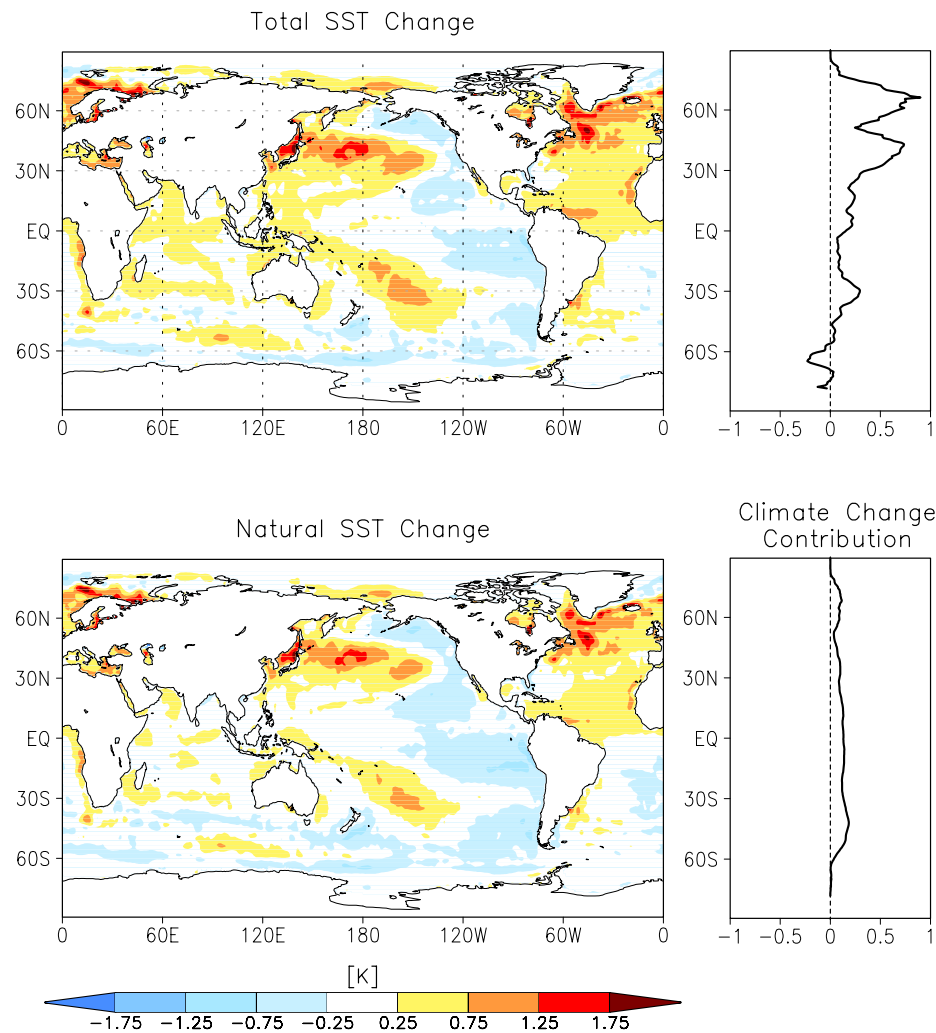 Total SST Change
60N
30N
EQ
30S
60S
0 60E 120E 180 120W 60W 0
60N
30N
EQ
30S
60S
−1 −0.5 0 0.5 1
Natural SST Change
60N
30N
EQ
30S
60S
0 60E 120E 180 120W 60W 0
Climate Change
Contribution
60N
30N
EQ
30S
60S
−1 −0.5 0 0.5 1
[K]
−1.75 −1.25 −0.75 −0.25 0.25 0.75 1.25 1.75